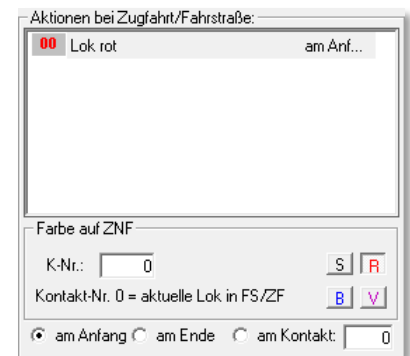 Aktionen bei Zugfahrt/Fahrstraße:
00 Lok rot am Anf...
Farbe auf ZNF
K-Nr.: 0 S R
Kontakt-Nr. 0 = aktuelle Lok in FS/ZF B V
am Anfang am Ende am Kontakt: 0